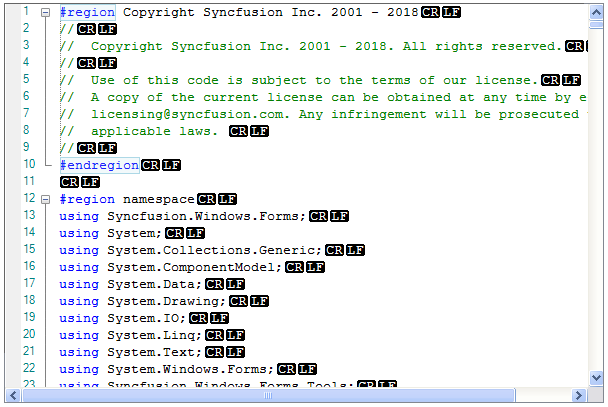 1 #region Copyright Syncfusion Inc. 2001 - 2018CRLF
2 //CRLF
3 //  Copyright Syncfusion Inc. 2001 - 2018. All rights reserved.CR
4 //CRLF
5 //  Use of this code is subject to the terms of our license.CRLF
6 //  A copy of the current license can be obtained at any time by e
7 //  licensing@syncfusion.com. Any infringement will be prosecuted
8 //  applicable laws. CRLF
9 //CRLF
10 #endregionCRLF
11 CRLF
12 #region namespaceCRLF
13 using Syncfusion.Windows.Forms;CRLF
14 using System;CRLF
15 using System.Collections.Generic;CRLF
16 using System.ComponentModel;CRLF
17 using System.Data;CRLF
18 using System.Drawing;CRLF
19 using System.IO;CRLF
20 using System.Linq;CRLF
21 using System.Text;CRLF
22 using System.Windows.Forms;CRLF
23 using Syncfusion.Windows.Forms.Tools;CRLF